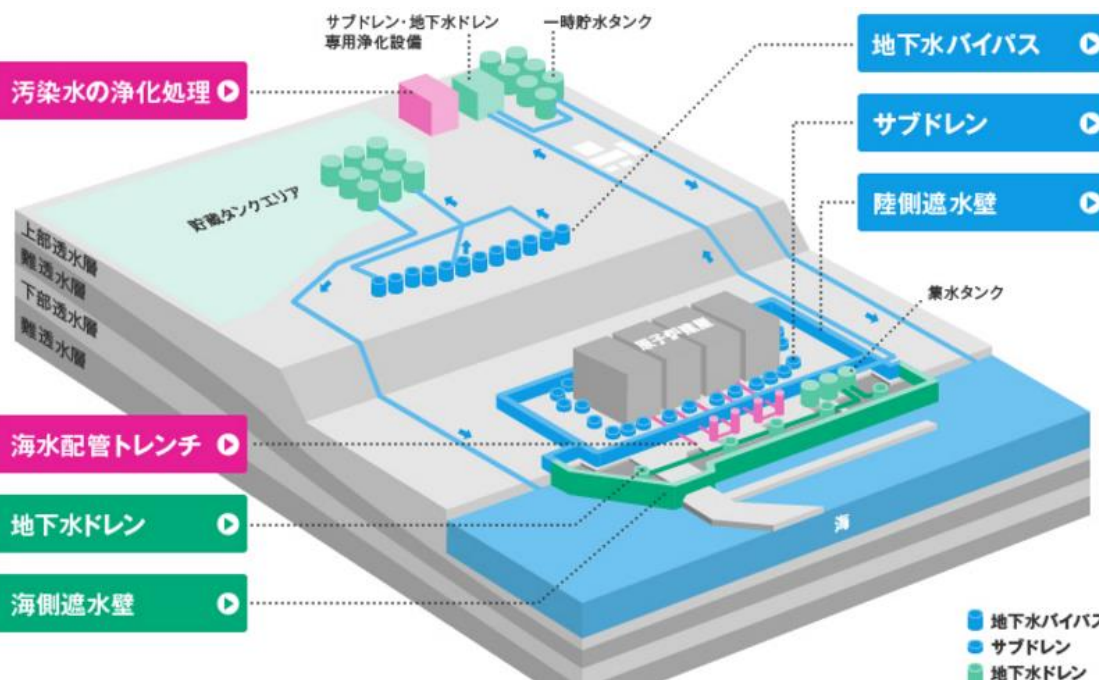 サブドレン・地下水ドレン
専用浄化設備
一時貯水タンク
地下水バイパス
汚染水の浄化処理
サブドレン
陸側遮水壁
貯蔵タンクエリア
上部透水層
難透水層
下部透水層
難透水層
集水タンク
原子炉建屋
海水配管トレンチ
地下水ドレン
海側遮水壁
海
地下水バイパス
サブドレン
地下水ドレン